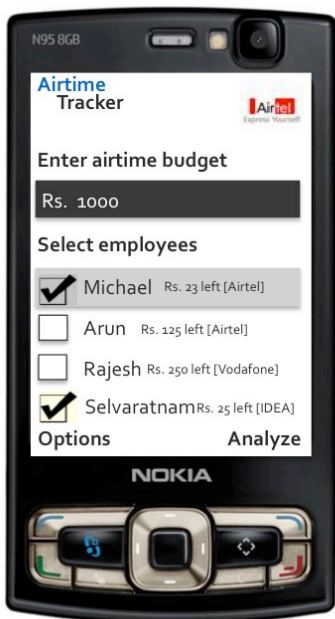 N95 8GB
Airtime
Tracker
Airtel
Express Yourself
Enter airtime budget
Rs. 1000
Select employees
Michael Rs. 23 left [Airtel]
Arun Rs. 125 left [Airtel]
Rajesh Rs. 250 left [Vodafone]
Selvaratnam Rs. 25 left [IDEA]
Options Analyze
NOKIA